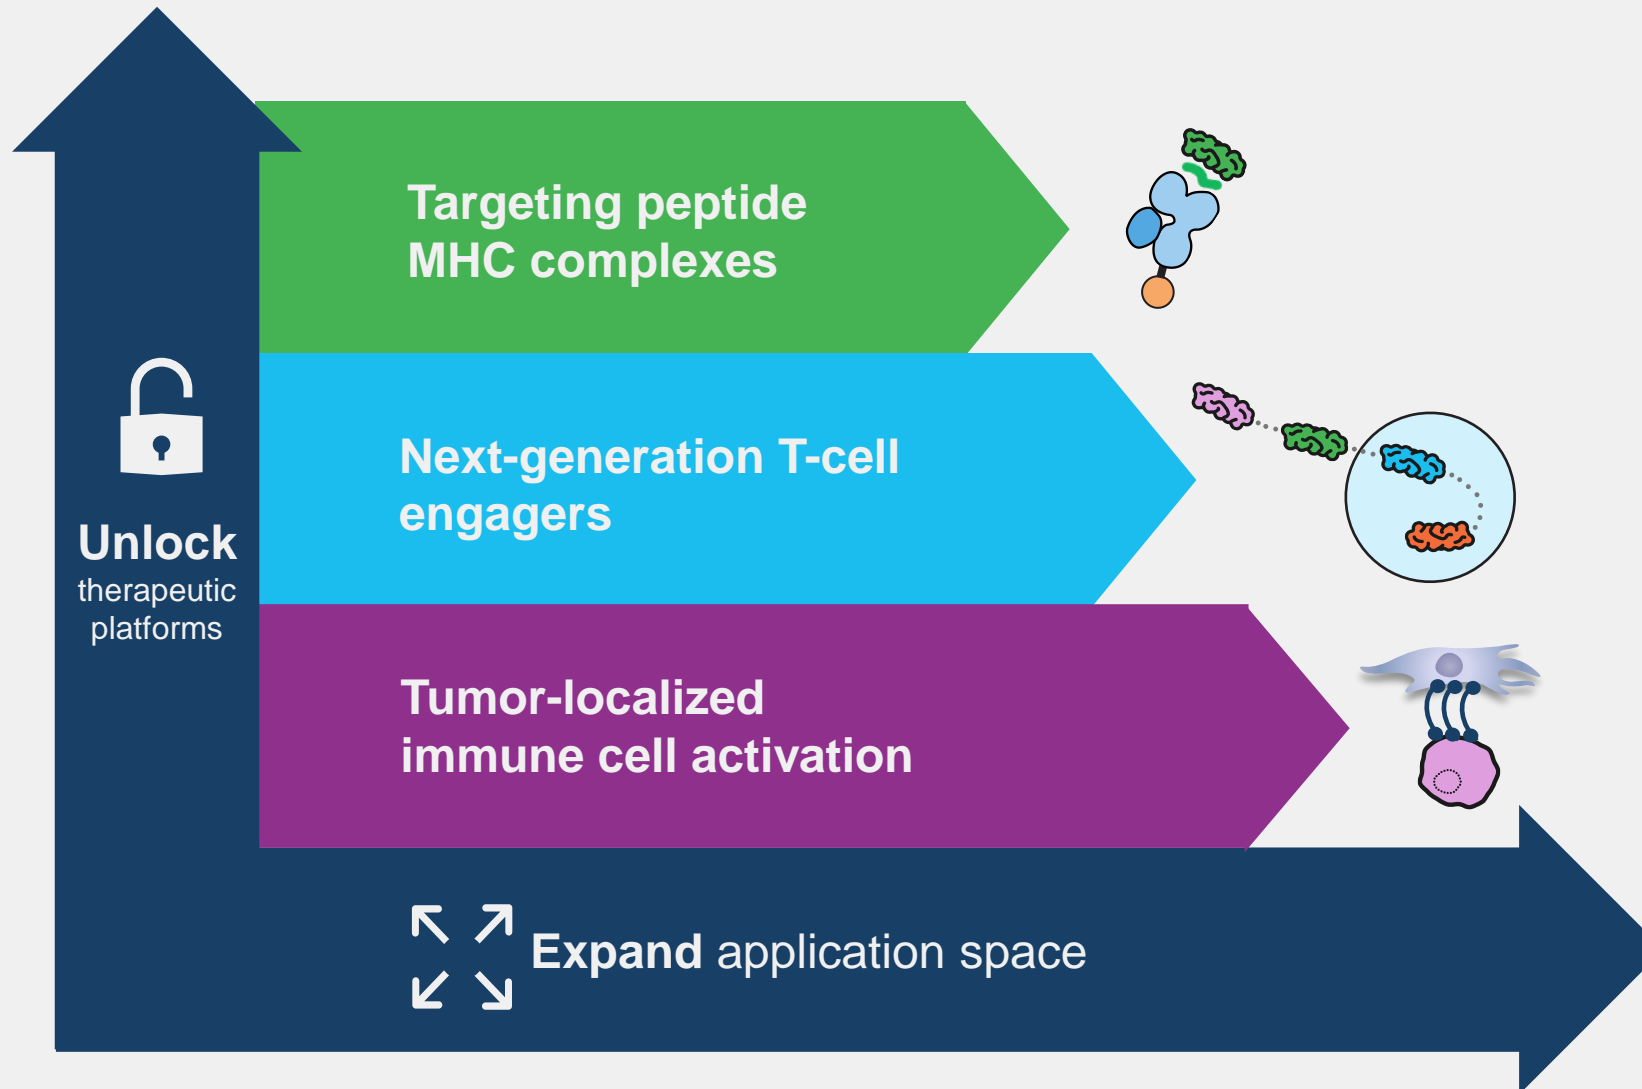 Targeting peptide
MHC complexes
Next-generation T-cell
engagers
Unlock
therapeutic
platforms
Tumor-localized
immune cell activation
Expand application space